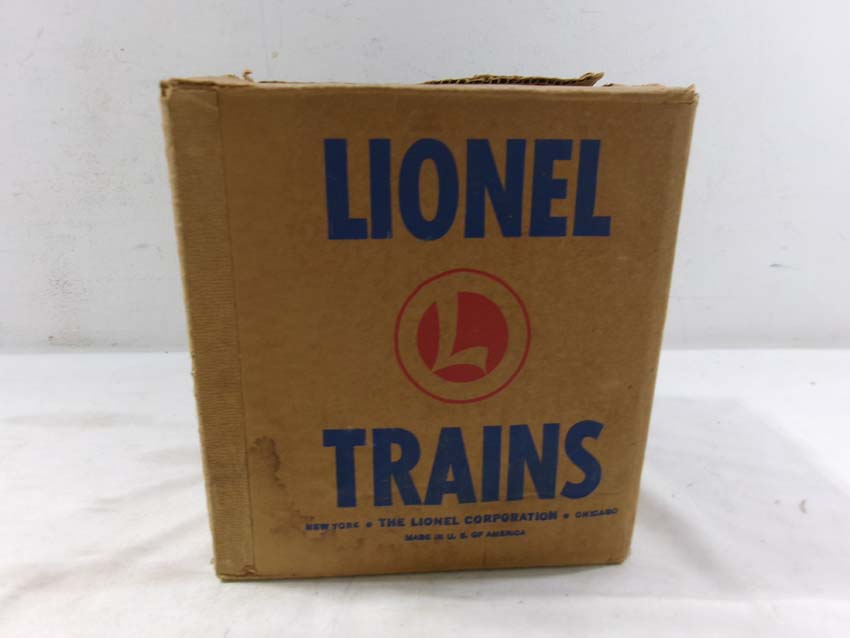 LIONEL
L
TRAINS
NEW YORK • THE LIONEL CORPORATION • CHICAGO
MADE IN U. S. OF AMERICA